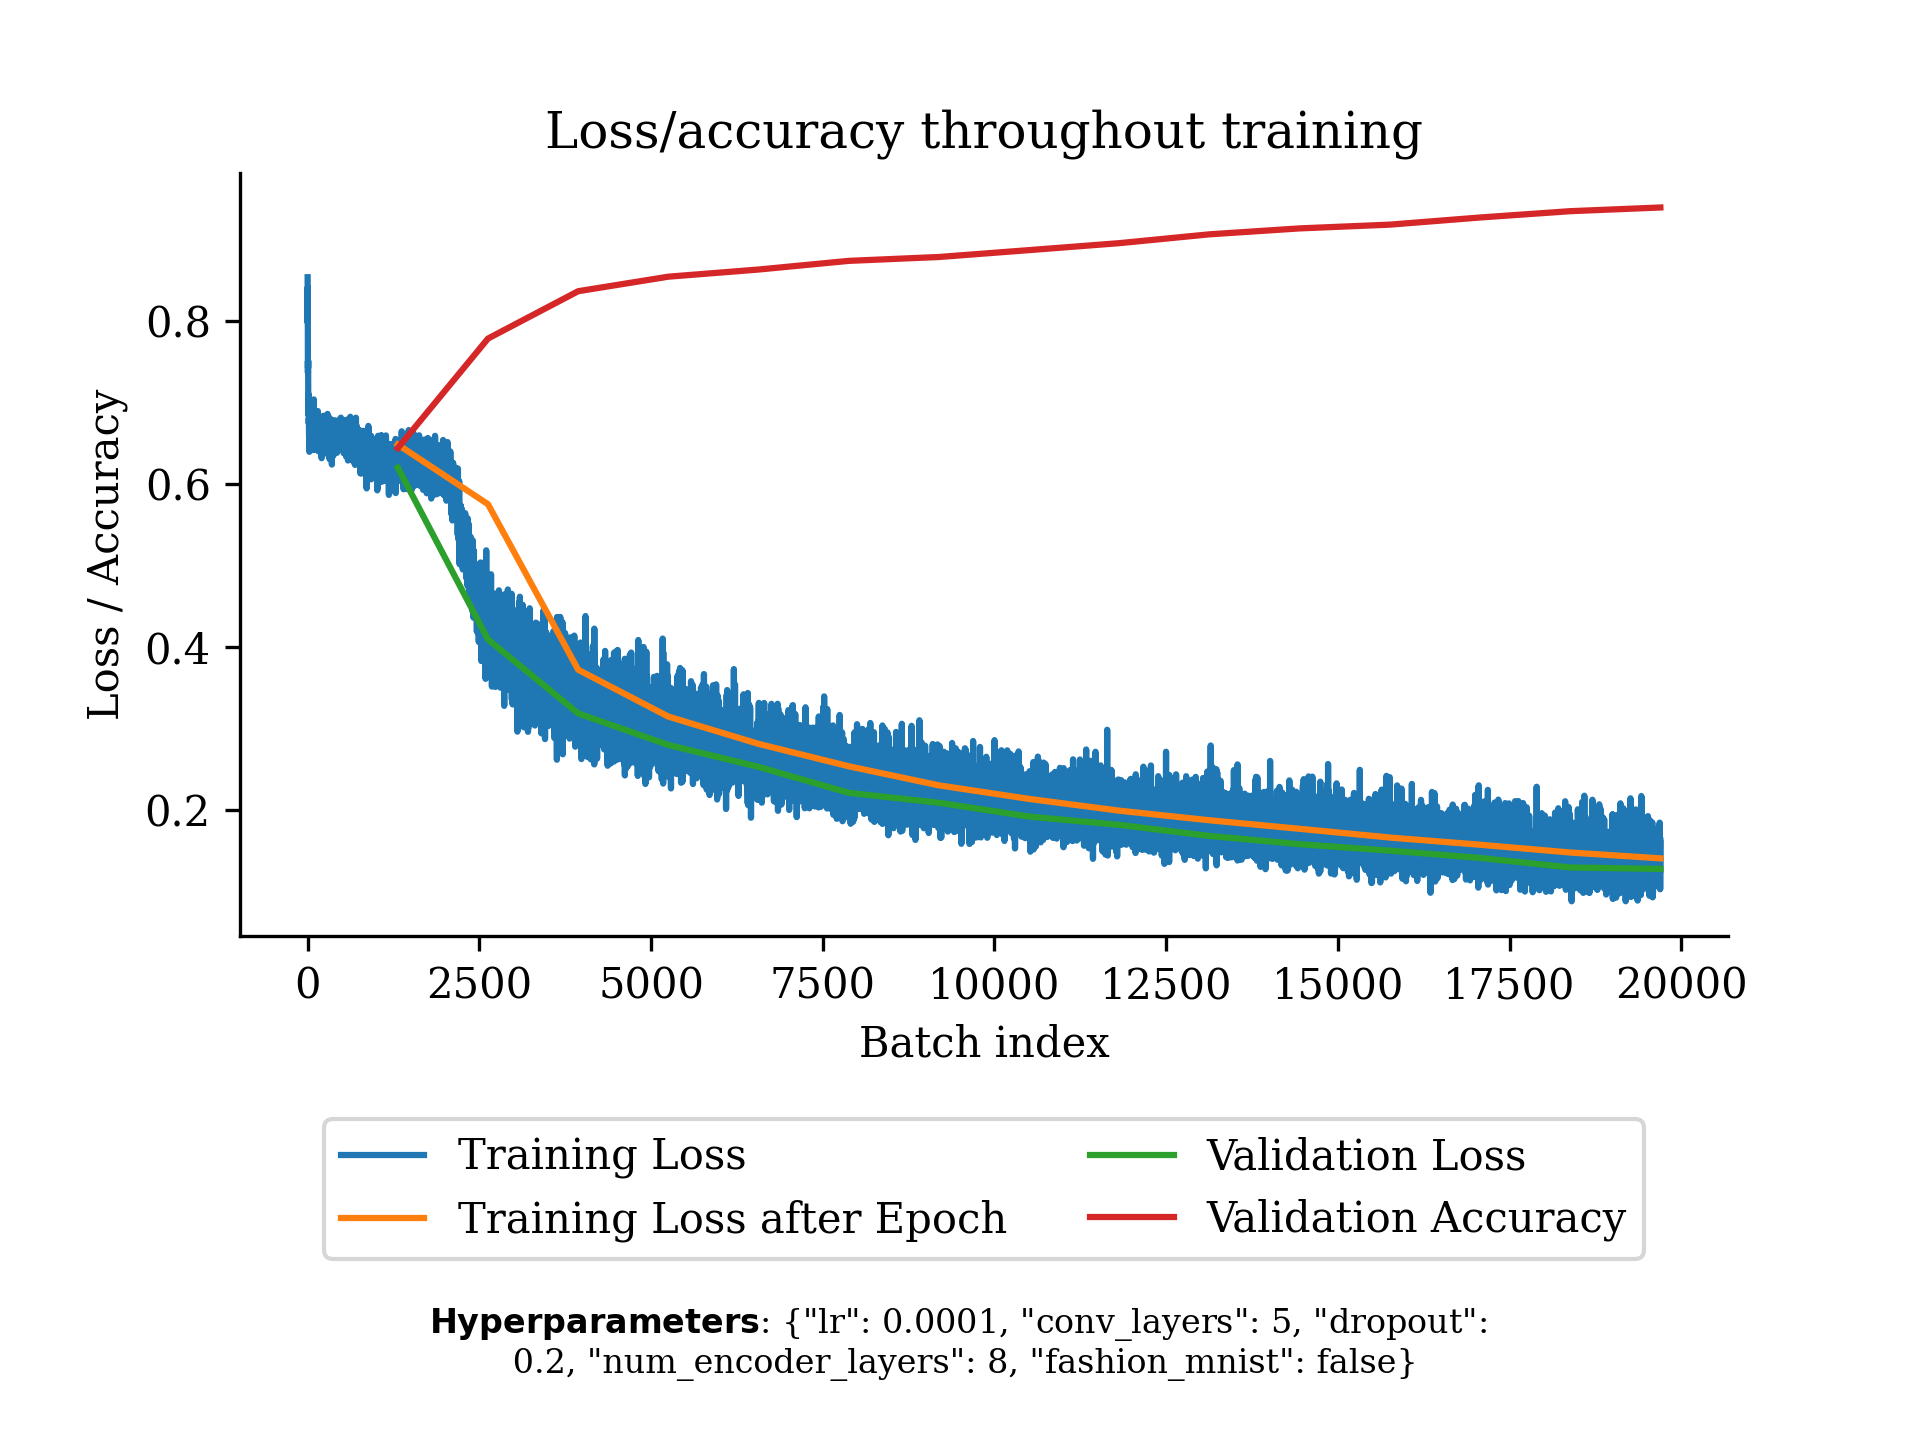 Loss/accuracy throughout training
Loss / Accuracy
0.8
0.6
0.4
0.2
0 2500 5000 7500 10000 12500 15000 17500 20000
Batch index
Training Loss
Training Loss after Epoch
Validation Loss
Validation Accuracy
Hyperparameters: {"lr": 0.0001, "conv_layers": 5, "dropout":
0.2, "num_encoder_layers": 8, "fashion_mnist": false}